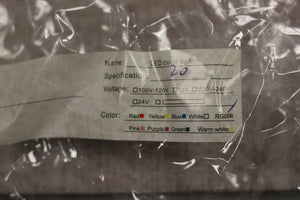 Name: LED color light
Specification: 20
Voltage: □100V-120V □12V □220V-240V
□24V □
Color: Red■ Yellow■ Blue■ White□ RGB■
Pink■ Purple■ Green■ Warm white■